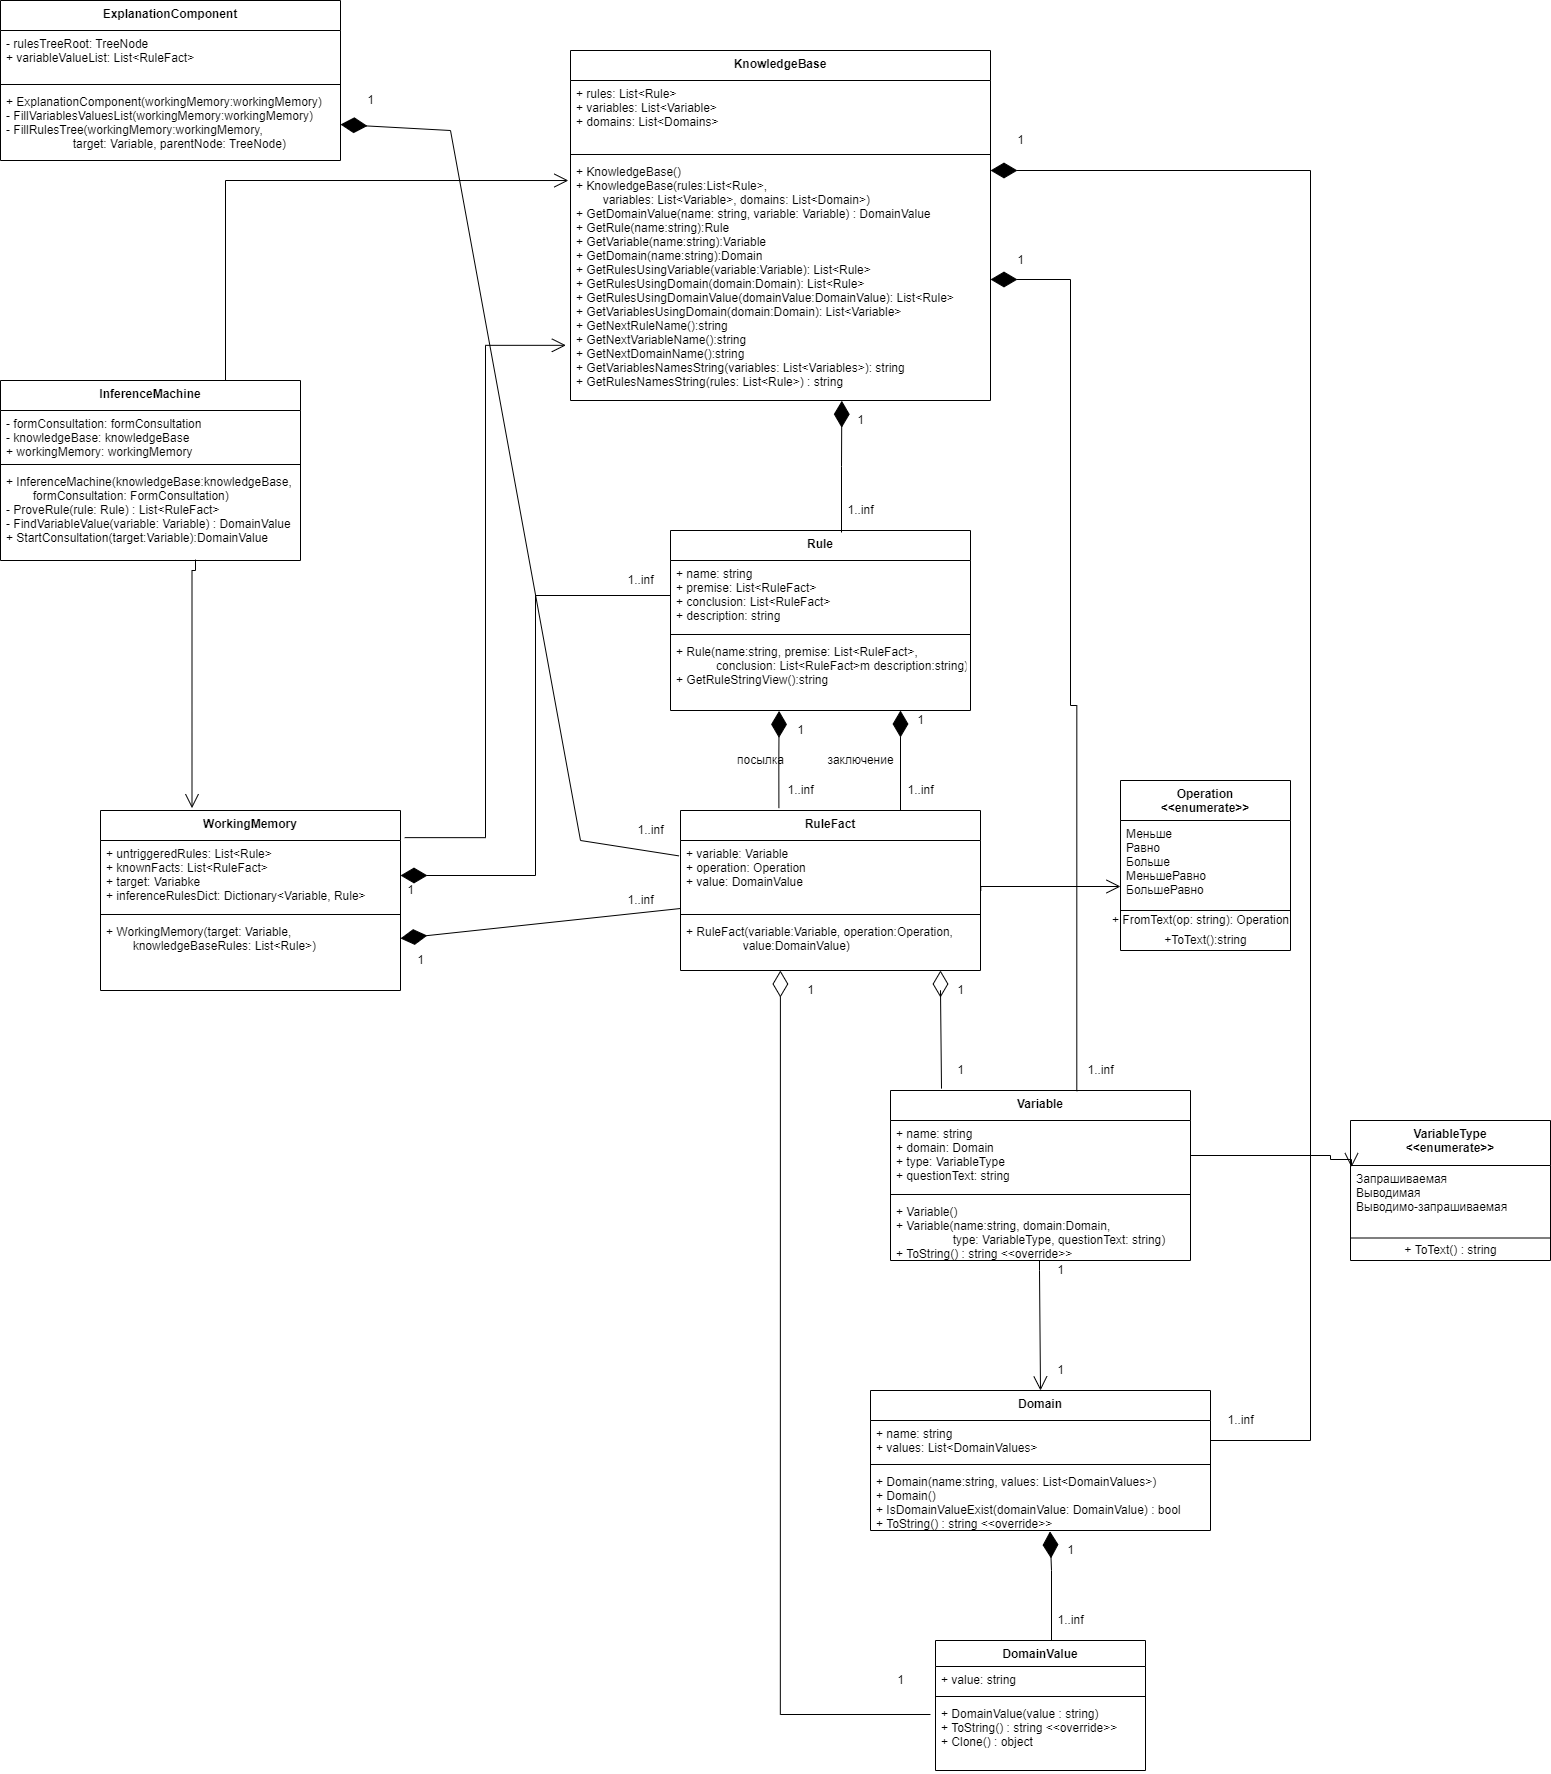 ExplanationComponent
- rulesTreeRoot: TreeNode
+ variableValueList: List<RuleFact>
+ ExplanationComponent(workingMemory:workingMemory)
- FillVariablesValuesList(workingMemory:workingMemory)
- FillRulesTree(workingMemory:workingMemory,
target: Variable, parentNode: TreeNode)
1
KnowledgeBase
+ rules: List<Rule>
+ variables: List<Variable>
+ domains: List<Domains>
+ KnowledgeBase()
+ KnowledgeBase(rules:List<Rule>,
variables: List<Variable>, domains: List<Domain>)
+ GetDomainValue(name: string, variable: Variable) : DomainValue
+ GetRule(name:string):Rule
+ GetVariable(name:string):Variable
+ GetDomain(name:string):Domain
+ GetRulesUsingVariable(variable:Variable): List<Rule>
+ GetRulesUsingDomain(domain:Domain): List<Rule>
+ GetRulesUsingDomainValue(domainValue:DomainValue): List<Rule>
+ GetVariablesUsingDomain(domain:Domain): List<Variable>
+ GetNextRuleName():string
+ GetNextVariableName():string
+ GetNextDomainName():string
+ GetVariablesNamesString(variables: List<Variables>): string
+ GetRulesNamesString(rules: List<Rule>) : string
1
1
1
1..inf
InferenceMachine
- formConsultation: formConsultation
- knowledgeBase: knowledgeBase
+ workingMemory: workingMemory
+ InferenceMachine(knowledgeBase:knowledgeBase,
formConsultation: FormConsultation)
- ProveRule(rule: Rule) : List<RuleFact>
- FindVariableValue(variable: Variable) : DomainValue
+ StartConsultation(target:Variable):DomainValue
1..inf
Rule
+ name: string
+ premise: List<RuleFact>
+ conclusion: List<RuleFact>
+ description: string
+ Rule(name:string, premise: List<RuleFact>,
conclusion: List<RuleFact>m description:string)
+ GetRuleStringView():string
1
1
посылка
заключение
1..inf
1..inf
WorkingMemory
+ untriggeredRules: List<Rule>
+ knownFacts: List<RuleFact>
+ target: Variabke
+ inferenceRulesDict: Dictionary<Variable, Rule>
+ WorkingMemory(target: Variable,
knowledgeBaseRules: List<Rule>)
1
1
1..inf
1..inf
RuleFact
+ variable: Variable
+ operation: Operation
+ value: DomainValue
+ RuleFact(variable:Variable, operation:Operation,
value:DomainValue)
1
1
Operation
<<enumerate>>
Меньше
Равно
Больше
МеньшеРавно
БольшеРавно
+ FromText(op: string): Operation
+ToText():string
1
1..inf
Variable
+ name: string
+ domain: Domain
+ type: VariableType
+ questionText: string
+ Variable()
+ Variable(name:string, domain:Domain,
type: VariableType, questionText: string)
+ ToString() : string <<override>>
1
VariableType
<<enumerate>>
Запрашиваемая
Выводимая
Выводимо-запрашиваемая
+ ToText() : string
1
Domain
+ name: string
+ values: List<DomainValues>
+ Domain(name:string, values: List<DomainValues>)
+ Domain()
+ IsDomainValueExist(domainValue: DomainValue) : bool
+ ToString() : string <<override>>
1..inf
1
1..inf
1
DomainValue
+ value: string
+ DomainValue(value : string)
+ ToString() : string <<override>>
+ Clone() : object